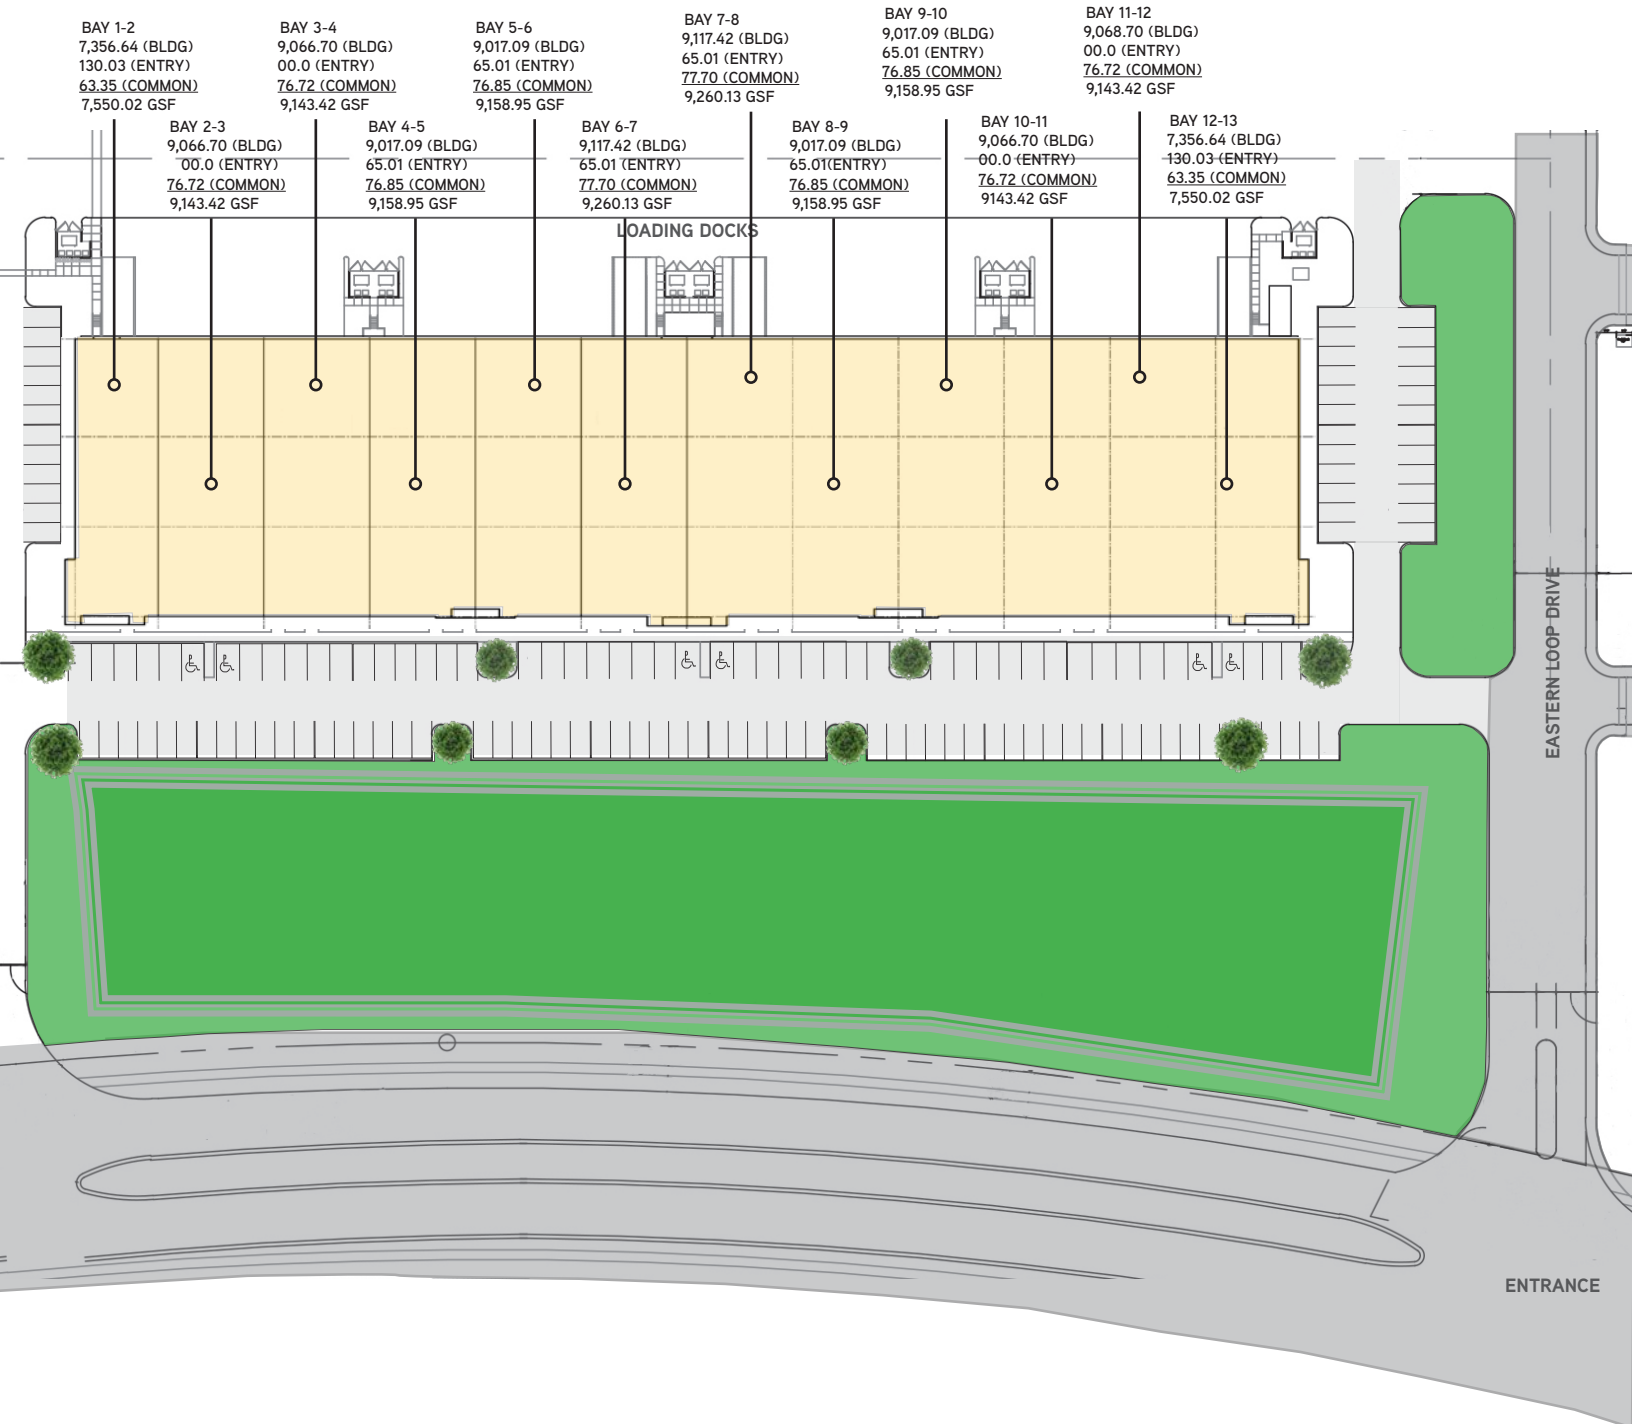 BAY 1-2
7,356.64 (BLDG)
130.03 (ENTRY)
63.35 (COMMON)
7,550.02 GSF
BAY 3-4
9,066.70 (BLDG)
00.0 (ENTRY)
76.72 (COMMON)
9,143.42 GSF
BAY 5-6
9,017.09 (BLDG)
65.01 (ENTRY)
76.85 (COMMON)
9,158.95 GSF
BAY 7-8
9,117.42 (BLDG)
65.01 (ENTRY)
77.70 (COMMON)
9,260.13 GSF
BAY 9-10
9,017.09 (BLDG)
65.01 (ENTRY)
76.85 (COMMON)
9,158.95 GSF
BAY 11-12
9,068.70 (BLDG)
00.0 (ENTRY)
76.72 (COMMON)
9,143.42 GSF
BAY 2-3
9,066.70 (BLDG)
00.0 (ENTRY)
76.72 (COMMON)
9,143.42 GSF
BAY 4-5
9,017.09 (BLDG)
65.01 (ENTRY)
76.85 (COMMON)
9,158.95 GSF
BAY 6-7
9,117.42 (BLDG)
65.01 (ENTRY)
77.70 (COMMON)
9,260.13 GSF
BAY 8-9
9,017.09 (BLDG)
65.01(ENTRY)
76.85 (COMMON)
9,158.95 GSF
BAY 10-11
9,066.70 (BLDG)
00.0 (ENTRY)
76.72 (COMMON)
9143.42 GSF
BAY 12-13
7,356.64 (BLDG)
130.03 (ENTRY)
63.35 (COMMON)
7,550.02 GSF
LOADING DOCKS
EASTERN LOOP DRIVE
ENTRANCE